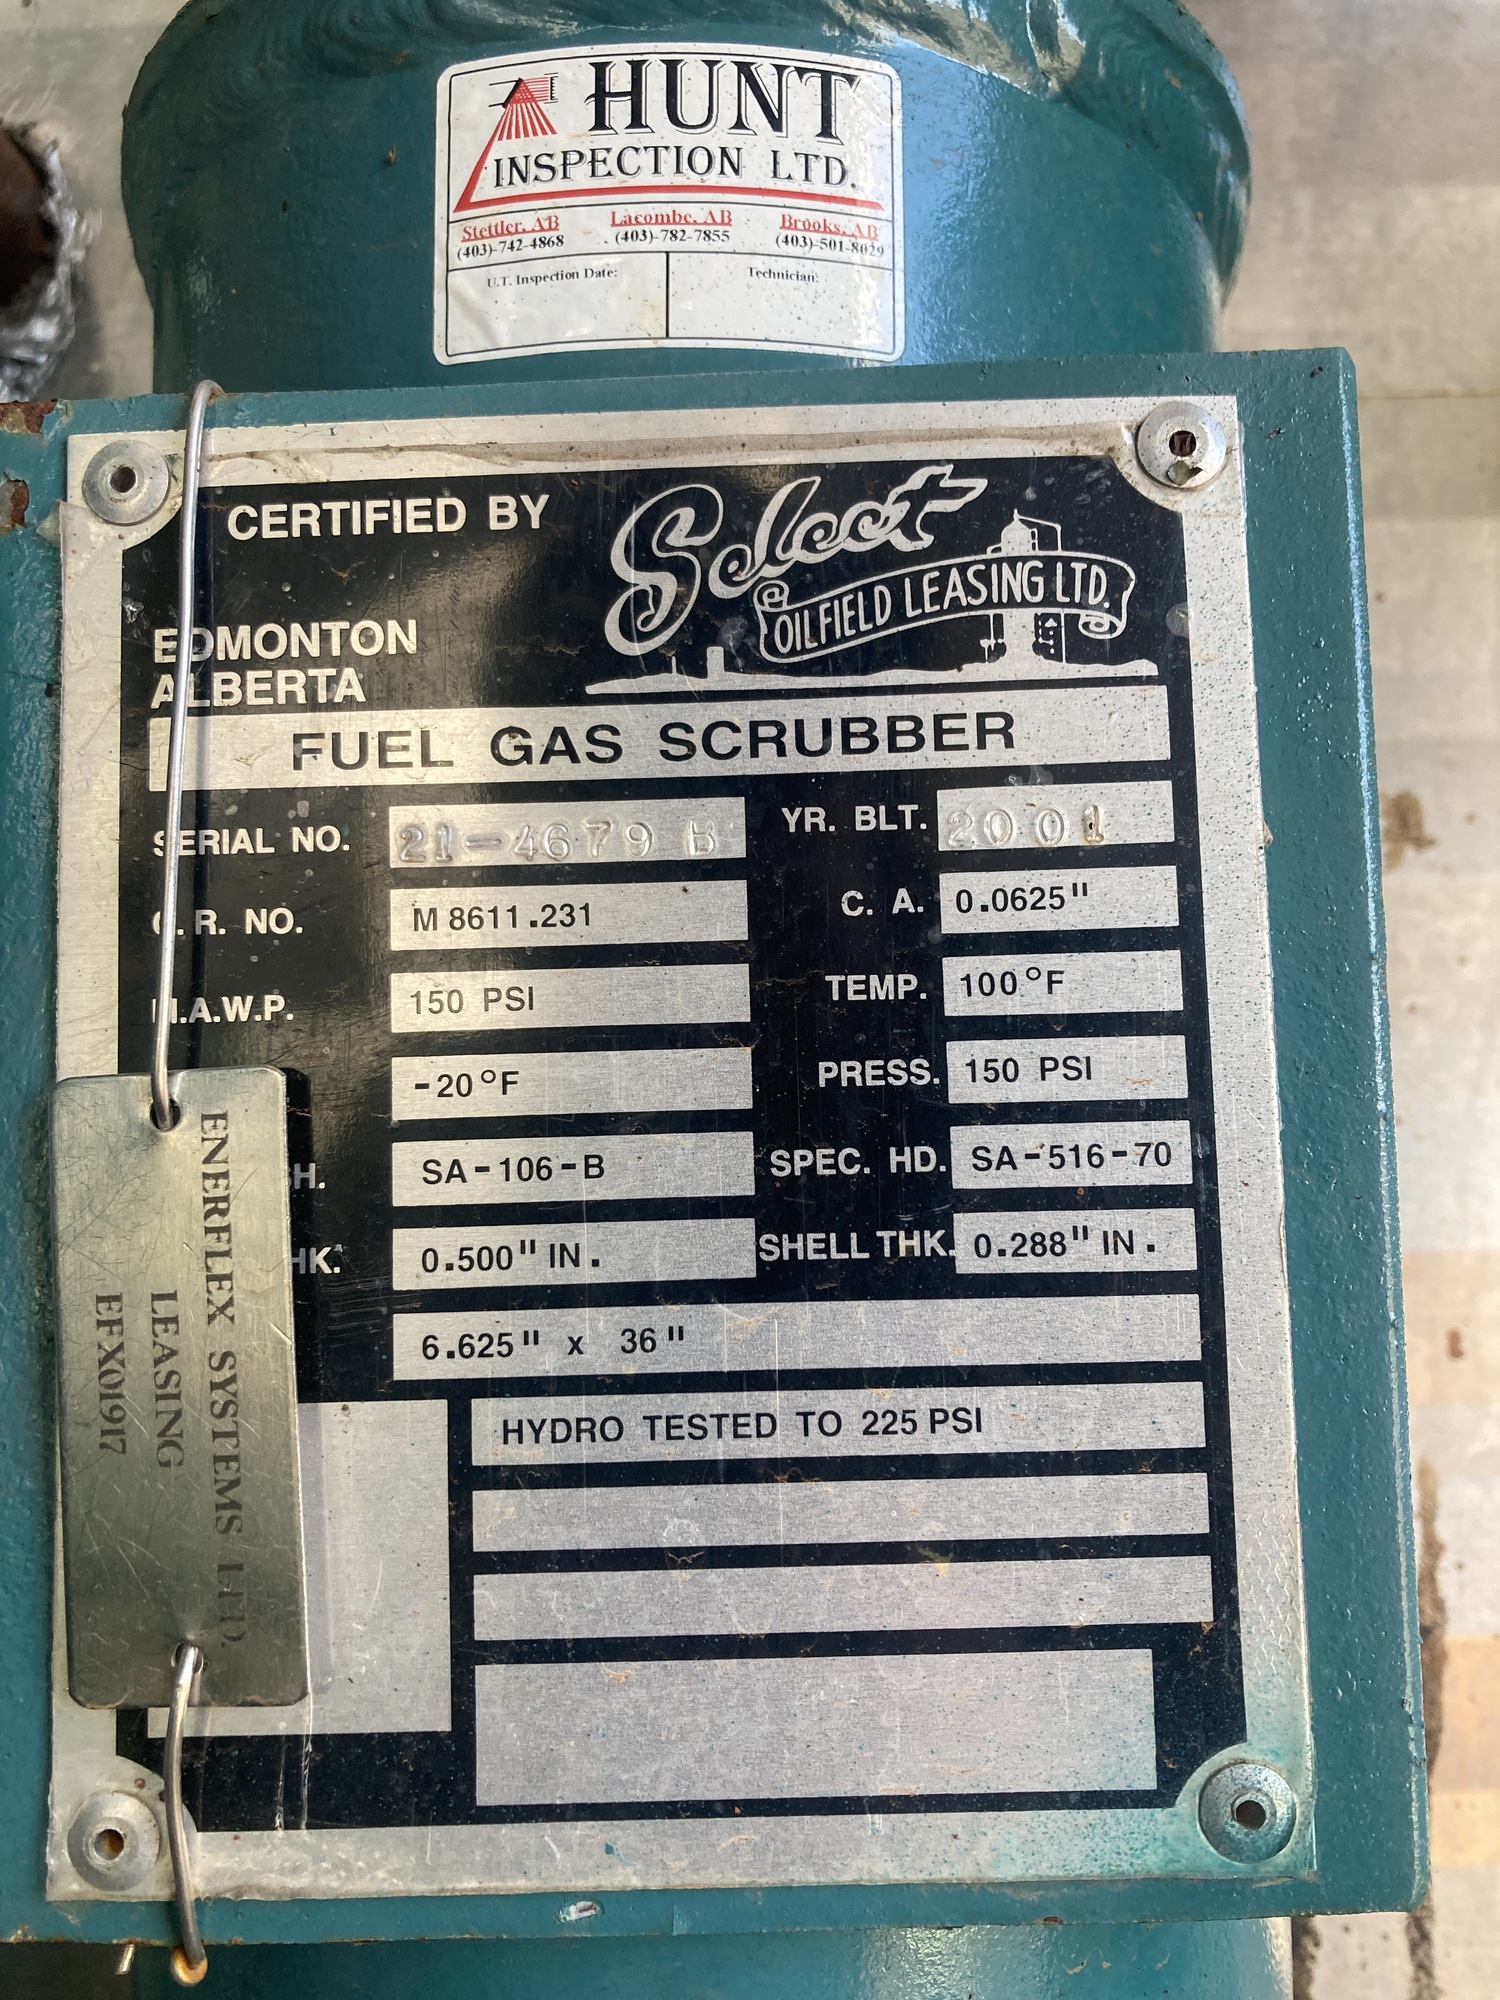 HUNT
INSPECTION LTD.
Stettler, AB Lacombe, AB Brooks, AB
(403)-742-4868 (403)-782-7855 (403)-501-8029
U.T. Inspection Date: Technician:
CERTIFIED BY
Select
OILFIELD LEASING LTD.
EDMONTON
ALBERTA
FUEL GAS SCRUBBER
SERIAL NO. 21-4679 B YR. BLT. 2001
C.R. NO. M 8611.231 C. A. 0.0625"
M.A.W.P. 150 PSI TEMP. 100°F
-20°F PRESS. 150 PSI
SH. SA-106-B SPEC. HD. SA-516-70
HK. 0.500" IN. SHELL THK. 0.288" IN.
6.625" x 36"
HYDRO TESTED TO 225 PSI
ENERFLEX SYSTEMS LTD.
LEASING
EFX01917